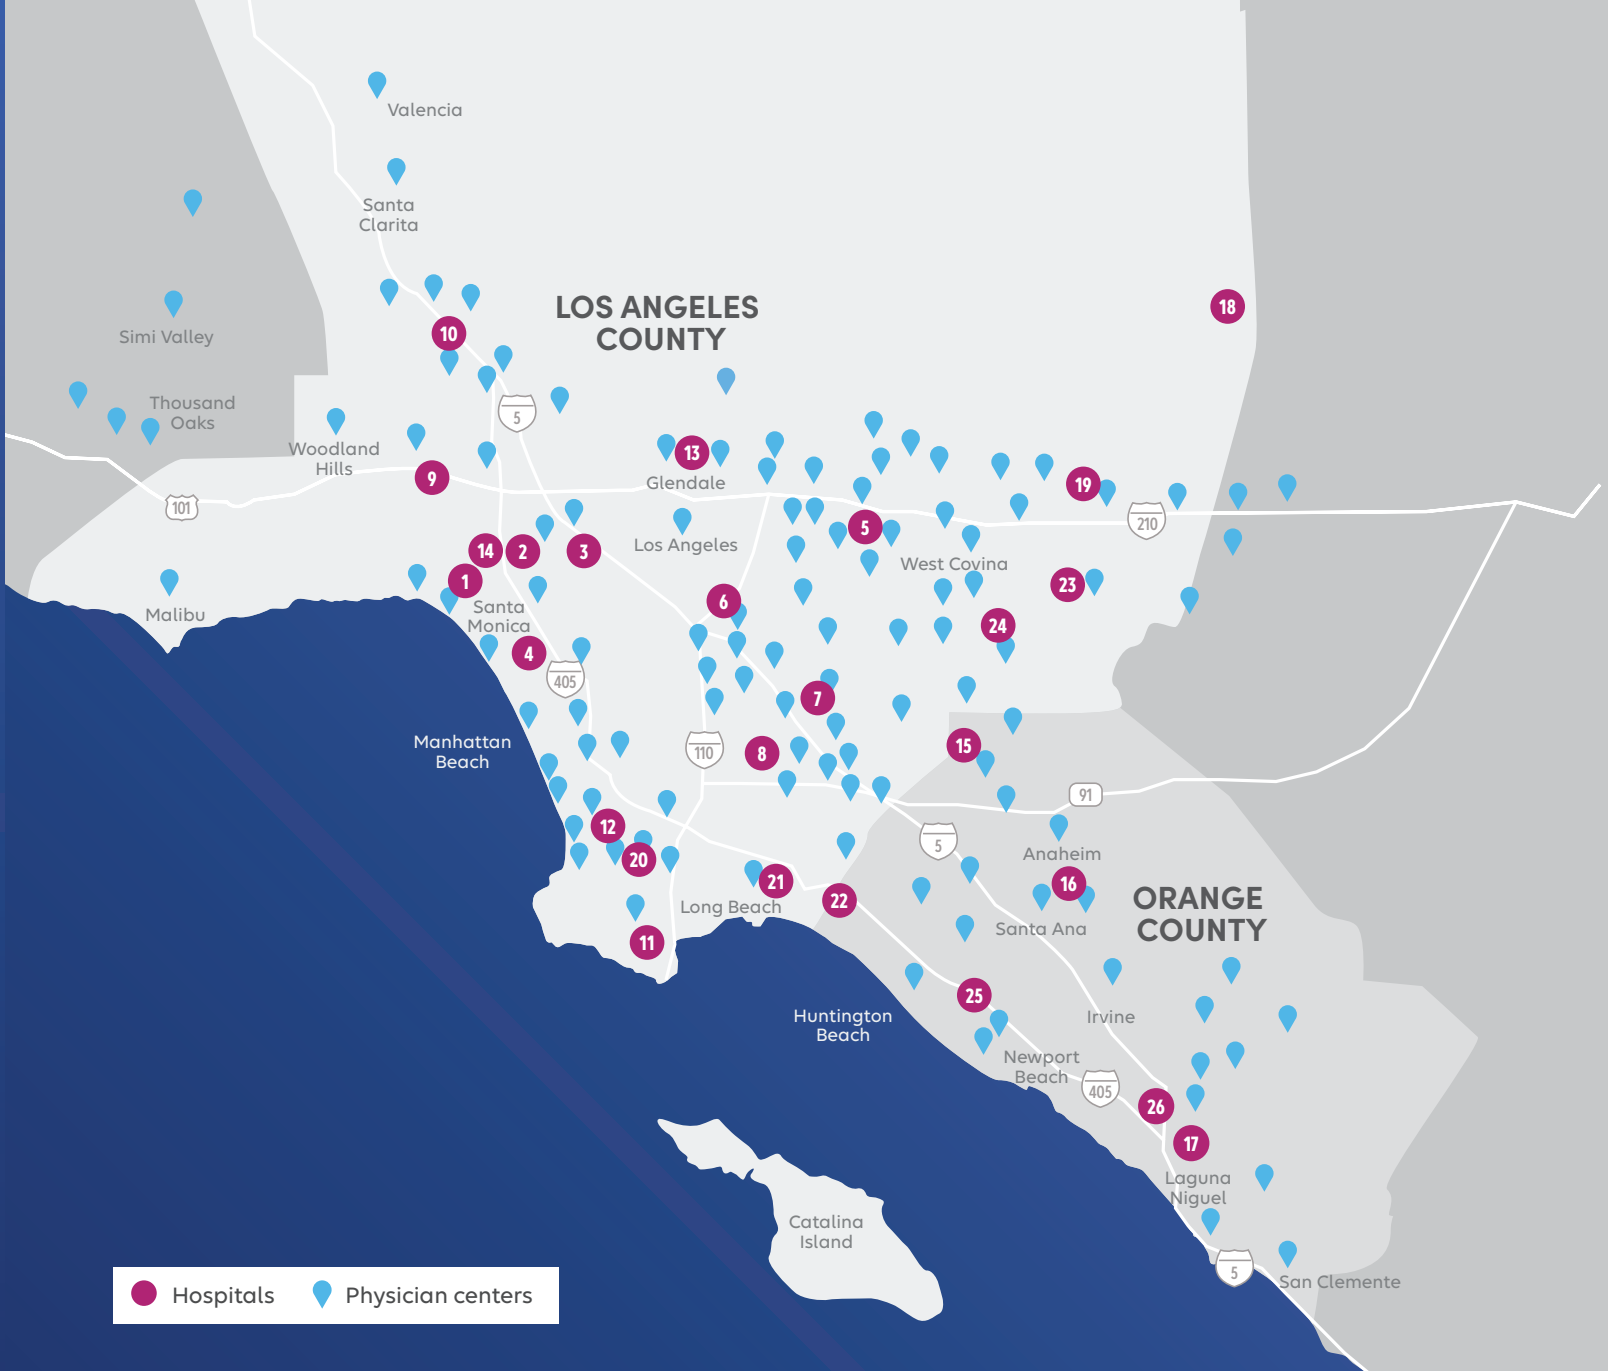 Valencia
Santa
Clarita
LOS ANGELES
COUNTY
18
10
Simi Valley
Thousand
Oaks
5
Woodland
Hills
13
Glendale
9
19
101
210
5
Los Angeles
West Covina
14
2
3
1
23
Malibu
Santa
Monica
6
24
4
405
7
Manhattan
Beach
110
8
15
91
12
5
Anaheim
20
21
16
22
ORANGE
COUNTY
Long Beach
Santa Ana
11
25
Huntington
Beach
Irvine
Newport
Beach
405
26
17
Laguna
Niguel
Catalina
Island
5
San Clemente
Hospitals
Physician centers